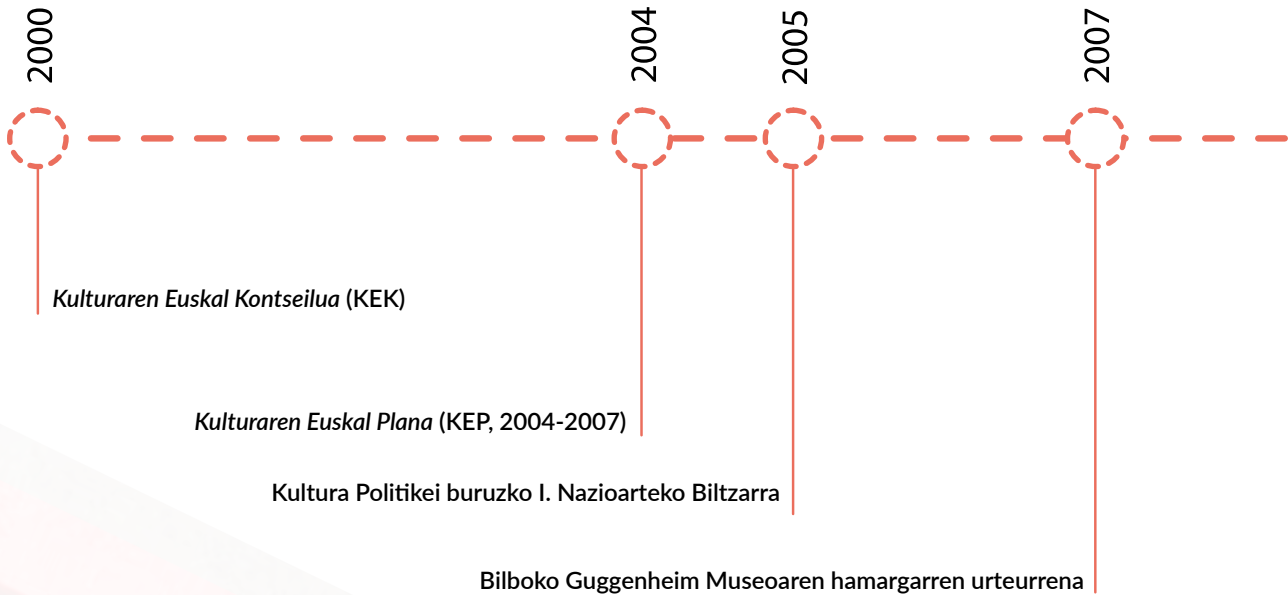 2000
2004
2005
2007
Kulturaren Euskal Kontseilua (KEK)
Kulturaren Euskal Plana (KEP, 2004-2007)
Kultura Politikei buruzko I. Nazioarteko Biltzarra
Bilboko Guggenheim Museoaren hamargarren urteurrena